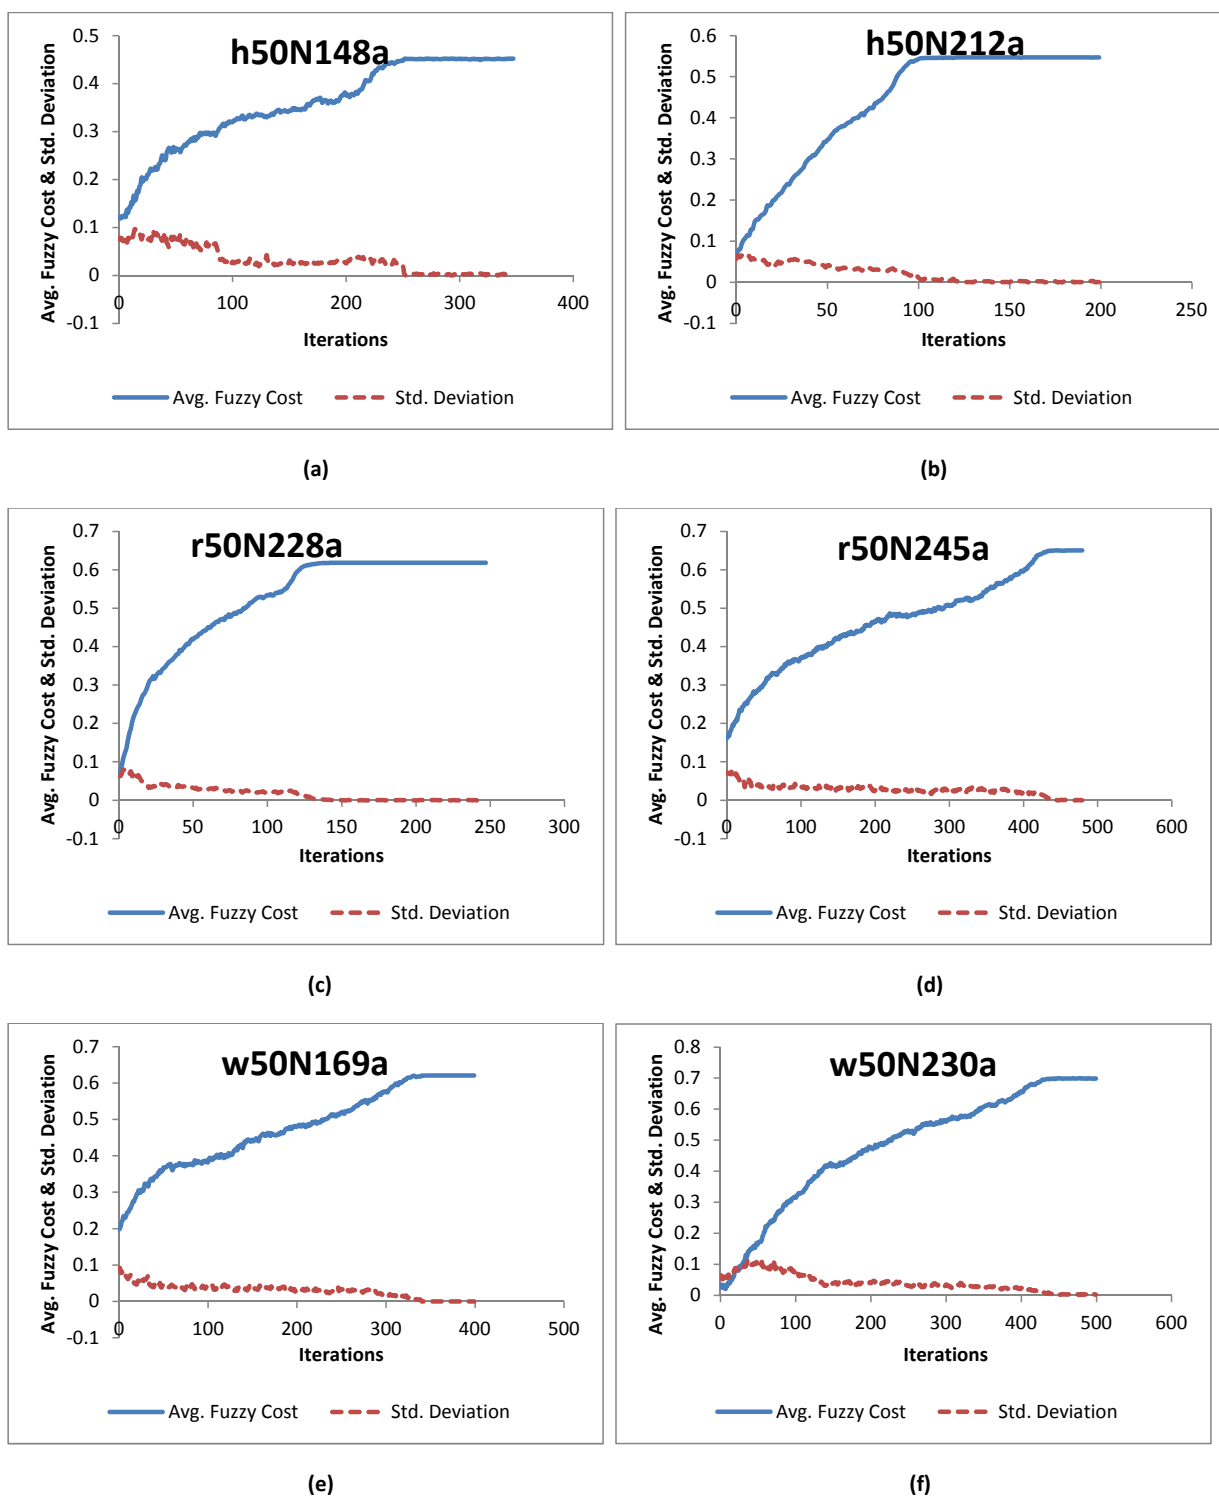 h50N148a
Avg. Fuzzy Cost & Std. Deviation
0.5
0.4
0.3
0.2
0.1
0
-0.1
0 100 200 300 400
Iterations
Avg. Fuzzy Cost Std. Deviation
(a)
h50N212a
Avg. Fuzzy Cost & Std. Deviation
0.6
0.5
0.4
0.3
0.2
0.1
0
-0.1
0 50 100 150 200 250
Iterations
Avg. Fuzzy Cost Std. Deviation
(b)
r50N228a
Avg. Fuzzy Cost & Std. Deviation
0.7
0.6
0.5
0.4
0.3
0.2
0.1
0
-0.1
0 50 100 150 200 250 300
Iterations
Avg. Fuzzy Cost Std. Deviation
(c)
r50N245a
Avg. Fuzzy Cost & Std. Deviation
0.7
0.6
0.5
0.4
0.3
0.2
0.1
0
-0.1
0 100 200 300 400 500 600
Iterations
Avg. Fuzzy Cost Std. Deviation
(d)
w50N169a
Avg. Fuzzy Cost & Std. Deviation
0.7
0.6
0.5
0.4
0.3
0.2
0.1
0
-0.1
0 100 200 300 400 500
Iterations
Avg. Fuzzy Cost Std. Deviation
(e)
w50N230a
Avg. Fuzzy Cost & Std. Deviation
0.8
0.7
0.6
0.5
0.4
0.3
0.2
0.1
0
0 100 200 300 400 500 600
Iterations
Avg. Fuzzy Cost Std. Deviation
(f)